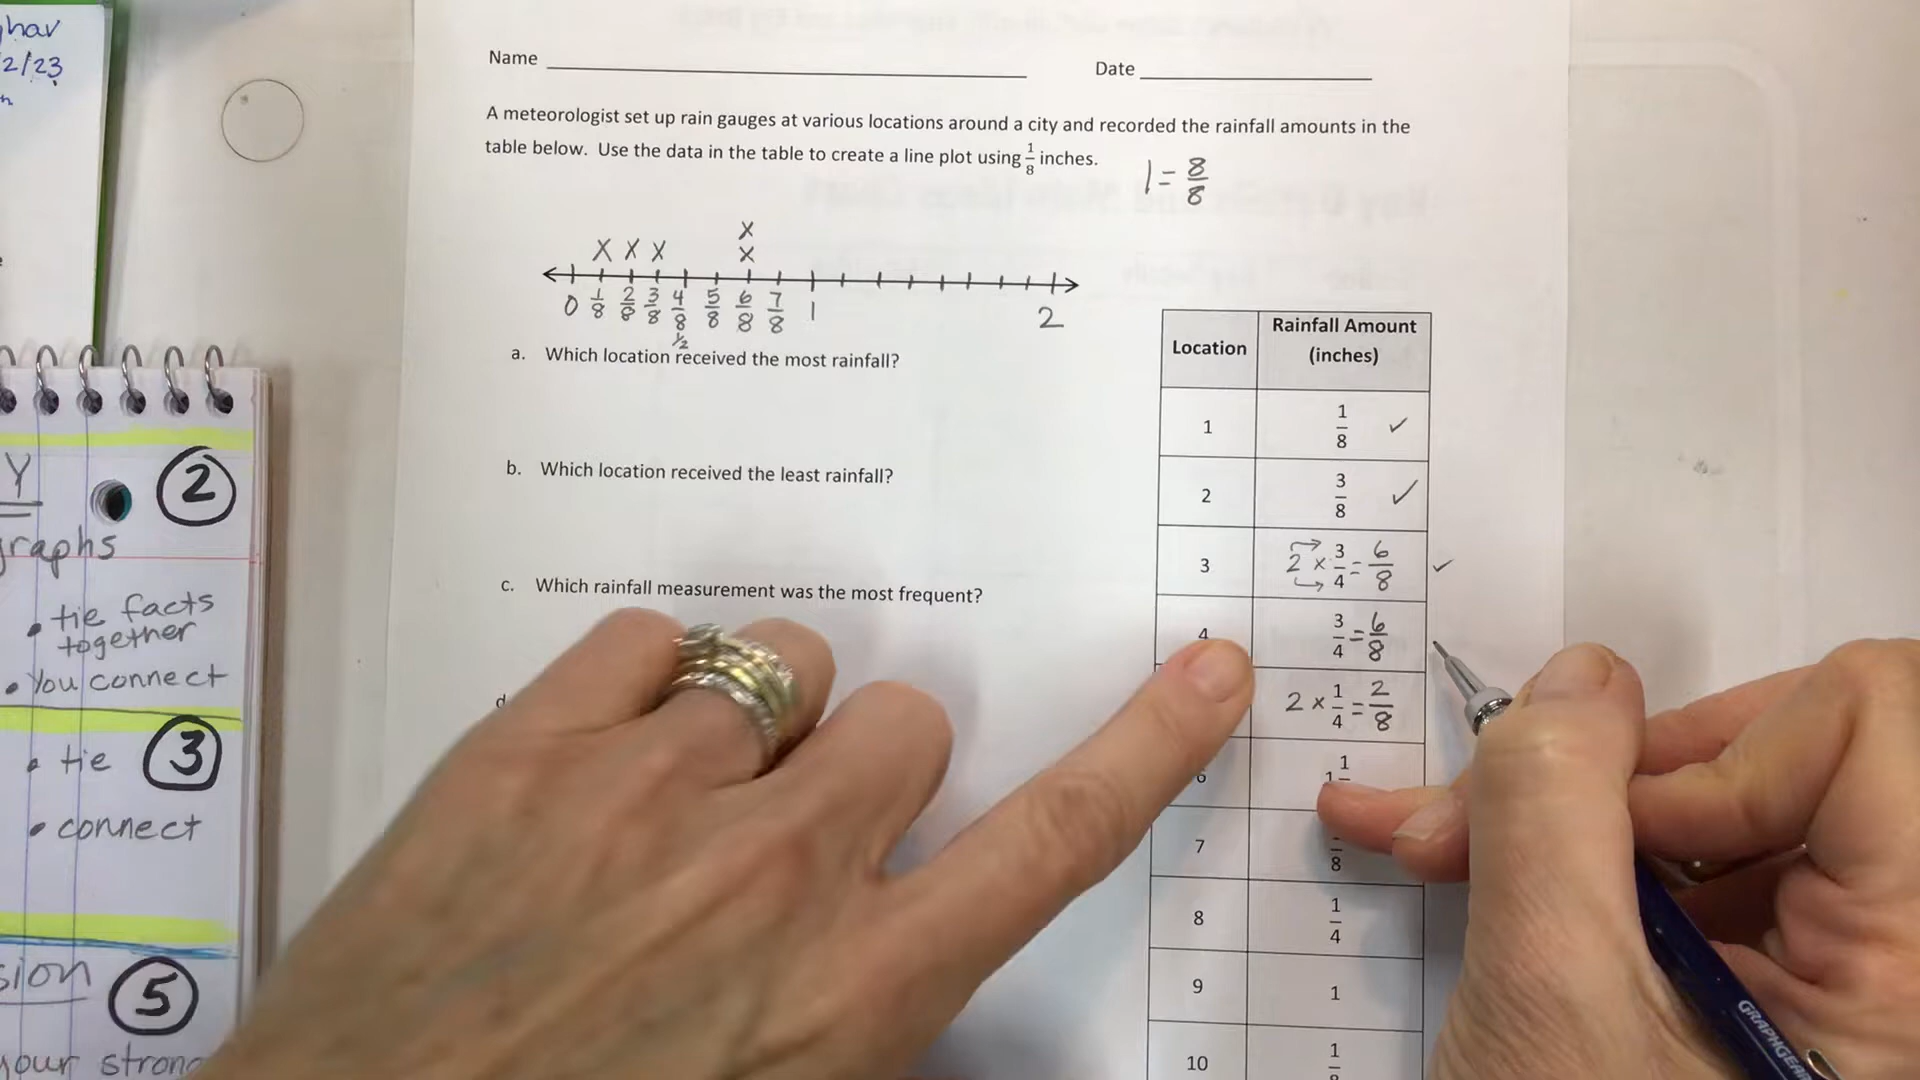 hav
2/23
Name
Date
A meteorologist set up rain gauges at various locations around a city and recorded the rainfall amounts in the
table below. Use the data in the table to create a line plot using 1/8 inches.
1 = 8/8
X
X X X X
0 1/8 2/8 3/8 4/8 5/8 6/8 7/8 1 2
1/2
a. Which location received the most rainfall?
b. Which location received the least rainfall?
c. Which rainfall measurement was the most frequent?
d
Location Rainfall Amount (inches)
1 1/8 ✓
2 3/8 ✓
3 2 × 3/4 = 6/8 ✓
4 3/4 = 6/8
2 × 1/4 = 2/8
6 1 1
7 8
8 1/4
9 1
10 1
Y
2
raphs
• tie facts
together
• You connect
3
• tie
• connect
sion
5
your strong
GRAPHGEAR